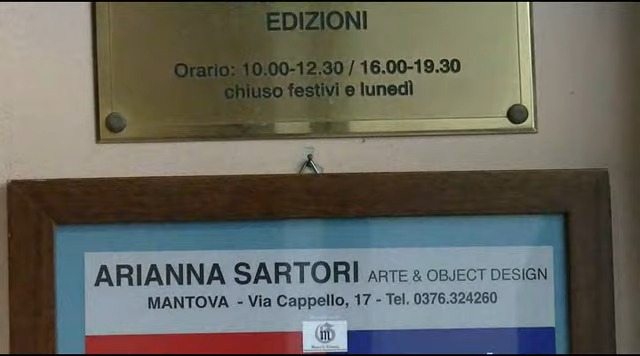 EDIZIONI
Orario: 10.00-12.30 / 16.00-19.30
chiuso festivi e lunedì
ARIANNA SARTORI ARTE & OBJECT DESIGN
MANTOVA - Via Cappello, 17 - Tel. 0376.324260